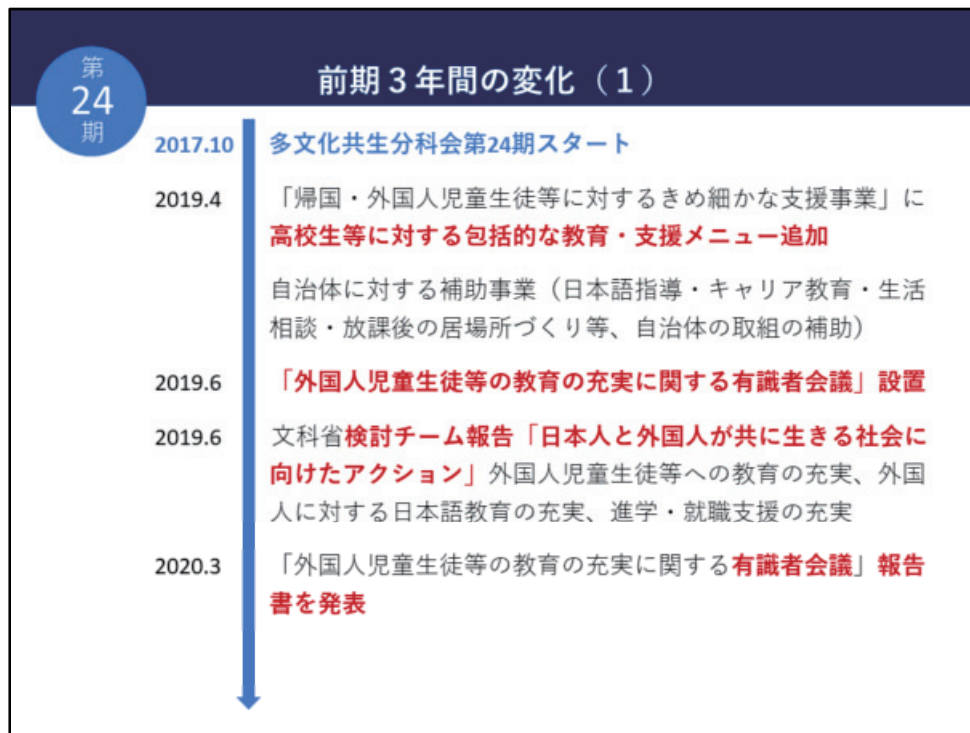 第
24
期
前期３年間の変化（１）
2017.10 多文化共生分科会第24期スタート
2019.4 「帰国・外国人児童生徒等に対するきめ細かな支援事業」に
高校生等に対する包括的な教育・支援メニュー追加
自治体に対する補助事業（日本語指導・キャリア教育・生活
相談・放課後の居場所づくり等、自治体の取組の補助）
2019.6 「外国人児童生徒等の教育の充実に関する有識者会議」設置
2019.6 文科省検討チーム報告「日本人と外国人が共に生きる社会に
向けたアクション」外国人児童生徒等への教育の充実、外国
人に対する日本語教育の充実、進学・就職支援の充実
2020.3 「外国人児童生徒等の教育の充実に関する有識者会議」報告
書を発表